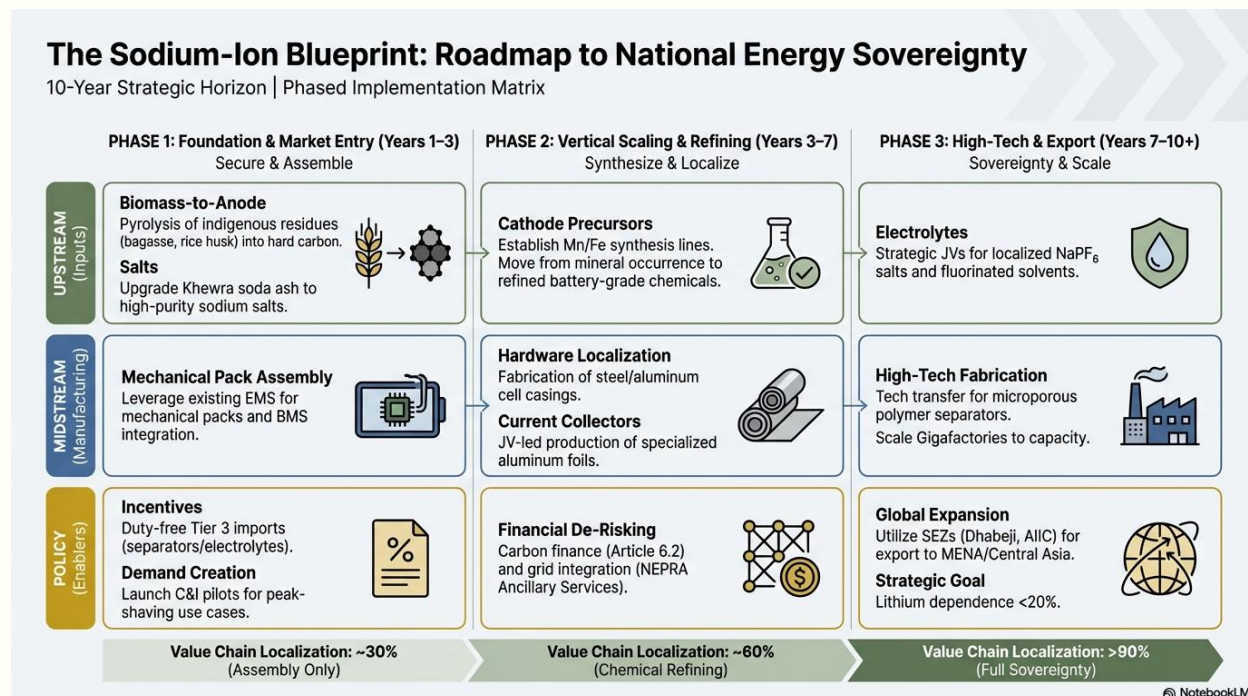 The Sodium-Ion Blueprint: Roadmap to National Energy Sovereignty
10-Year Strategic Horizon | Phased Implementation Matrix
PHASE 1: Foundation & Market Entry (Years 1–3)
Secure & Assemble
PHASE 2: Vertical Scaling & Refining (Years 3–7)
Synthesize & Localize
PHASE 3: High-Tech & Export (Years 7–10+)
Sovereignty & Scale
UPSTREAM
(Inputs)
Biomass-to-Anode
Pyrolysis of indigenous residues
(bagasse, rice husk) into hard carbon.
Salts
Upgrade Khewra soda ash to
high-purity sodium salts.
Cathode Precursors
Establish Mn/Fe synthesis lines.
Move from mineral occurrence to
refined battery-grade chemicals.
Electrolytes
Strategic JVs for localized NaPF₆
salts and fluorinated solvents.
MIDSTREAM
(Manufacturing)
Mechanical Pack Assembly
Leverage existing EMS for
mechanical packs and BMS
integration.
Hardware Localization
Fabrication of steel/aluminum
cell casings.
Current Collectors
JV-led production of specialized
aluminum foils.
High-Tech Fabrication
Tech transfer for microporous
polymer separators.
Scale Gigafactories to capacity.
POLICY
(Enablers)
Incentives
Duty-free Tier 3 imports
(separators/electrolytes).
Demand Creation
Launch C&I pilots for peak-
shaving use cases.
%
Financial De-Risking
Carbon finance (Article 6.2)
and grid integration (NEPRA
Ancillary Services).
$
Global Expansion
Utilize SEZs (Dhabeji, AIIC) for
export to MENA/Central Asia.
Strategic Goal
Lithium dependence <20%.
Value Chain Localization: ~30%
(Assembly Only)
Value Chain Localization: ~60%
(Chemical Refining)
Value Chain Localization: >90%
(Full Sovereignty)
NotebookLM